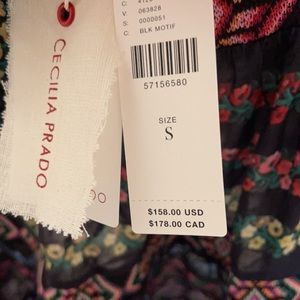 CECILIA PRADO
V: 063828
S: 0000051
C: BLK MOTIF
57156580
SIZE
S
$158.00 USD
$178.00 CAD